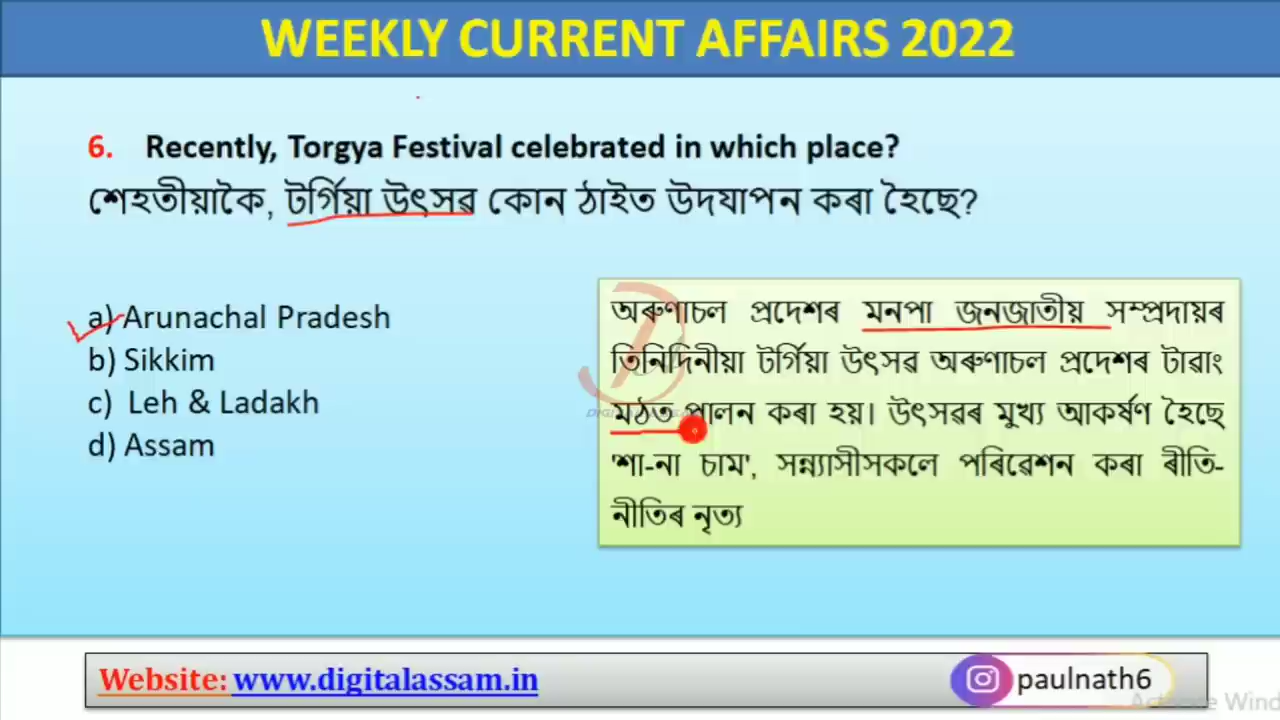 WEEKLY CURRENT AFFAIRS 2022
6. Recently, Torgya Festival celebrated in which place?
শেহতীয়াকৈ, টৰ্গিয়া উৎসৱ কোন ঠাইত উদযাপন কৰা হৈছে?
a) Arunachal Pradesh
b) Sikkim
c) Leh & Ladakh
d) Assam
অৰুণাচল প্ৰদেশৰ মনপা জনজাতীয় সম্প্ৰদায়ৰ
তিনিদিনীয়া টৰ্গিয়া উৎসৱ অৰুণাচল প্ৰদেশৰ টাৱাং
মঠত পালন কৰা হয়। উৎসৱৰ মুখ্য আকৰ্ষণ হৈছে
'শা-না চাম', সন্ন্যাসীসকলে পৰিৱেশন কৰা ৰীতি-
নীতিৰ নৃত্য
Website: www.digitalassam.in
paulnath6